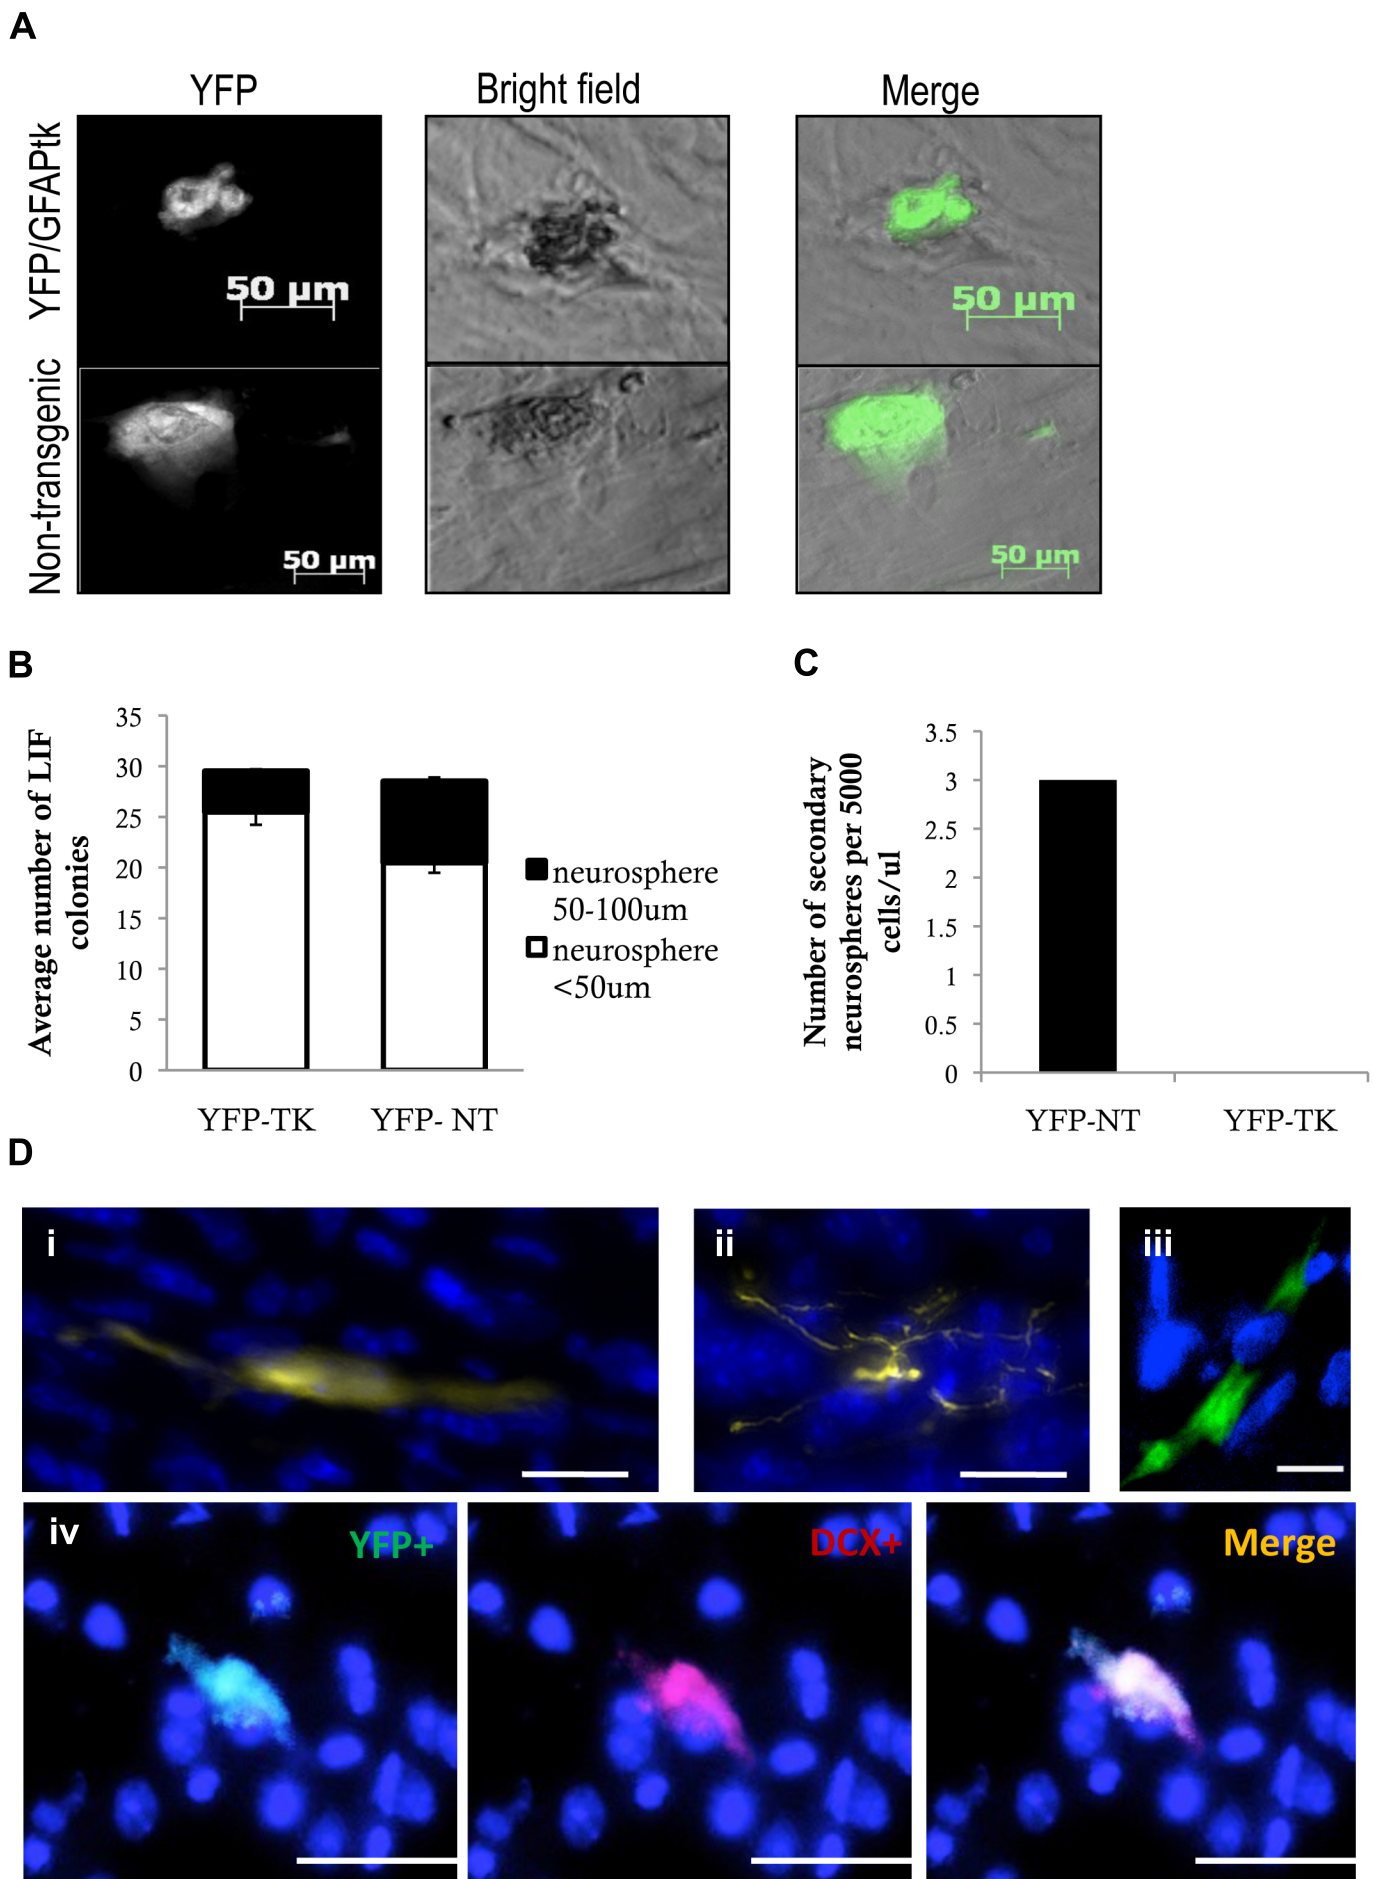 A
YFP
Bright field
Merge
YFP/GFAPtk
50 µm
50 µm
Non-transgenic
50 µm
50 µm
B
Average number of LIF
colonies
35
30
25
20
15
10
5
0
YFP-TK
YFP- NT
neurosphere
50-100um
neurosphere
<50um
C
Number of secondary
neurospheres per 5000
cells/ul
3.5
3
2.5
2
1.5
1
0.5
0
YFP-NT
YFP-TK
D
i
ii
iii
iv
YFP+
DCX+
Merge